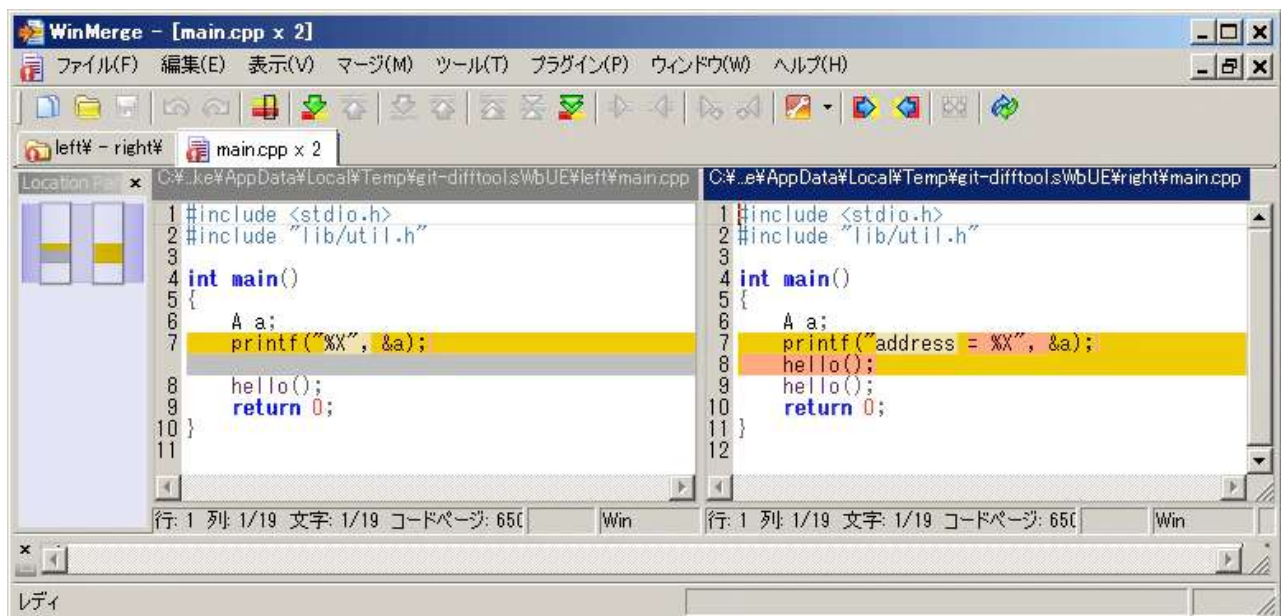 WinMerge - [main.cpp x 2]
ファイル(F) 編集(E) 表示(V) マージ(M) ツール(T) プラグイン(P) ウィンドウ(W) ヘルプ(H)
left¥ - right¥ main.cpp x 2
Location
C:¥..ke¥AppData¥Local¥Temp¥git-difftool.sWbUE¥left¥main.cpp
1 #include <stdio.h>
2 #include "lib/util.h"
3
4 int main()
5 {
6 A a;
7 printf("%X", &a);
8 hello();
9 return 0;
10 }
11
行: 1 列: 1/19 文字: 1/19 コードページ: 650 Win
C:¥..e¥AppData¥Local¥Temp¥git-difftool.sWbUE¥right¥main.cpp
1 #include <stdio.h>
2 #include "lib/util.h"
3
4 int main()
5 {
6 A a;
7 printf("address = %X", &a);
8 hello();
9 hello();
10 return 0;
11 }
12
行: 1 列: 1/19 文字: 1/19 コードページ: 650 Win
レディ